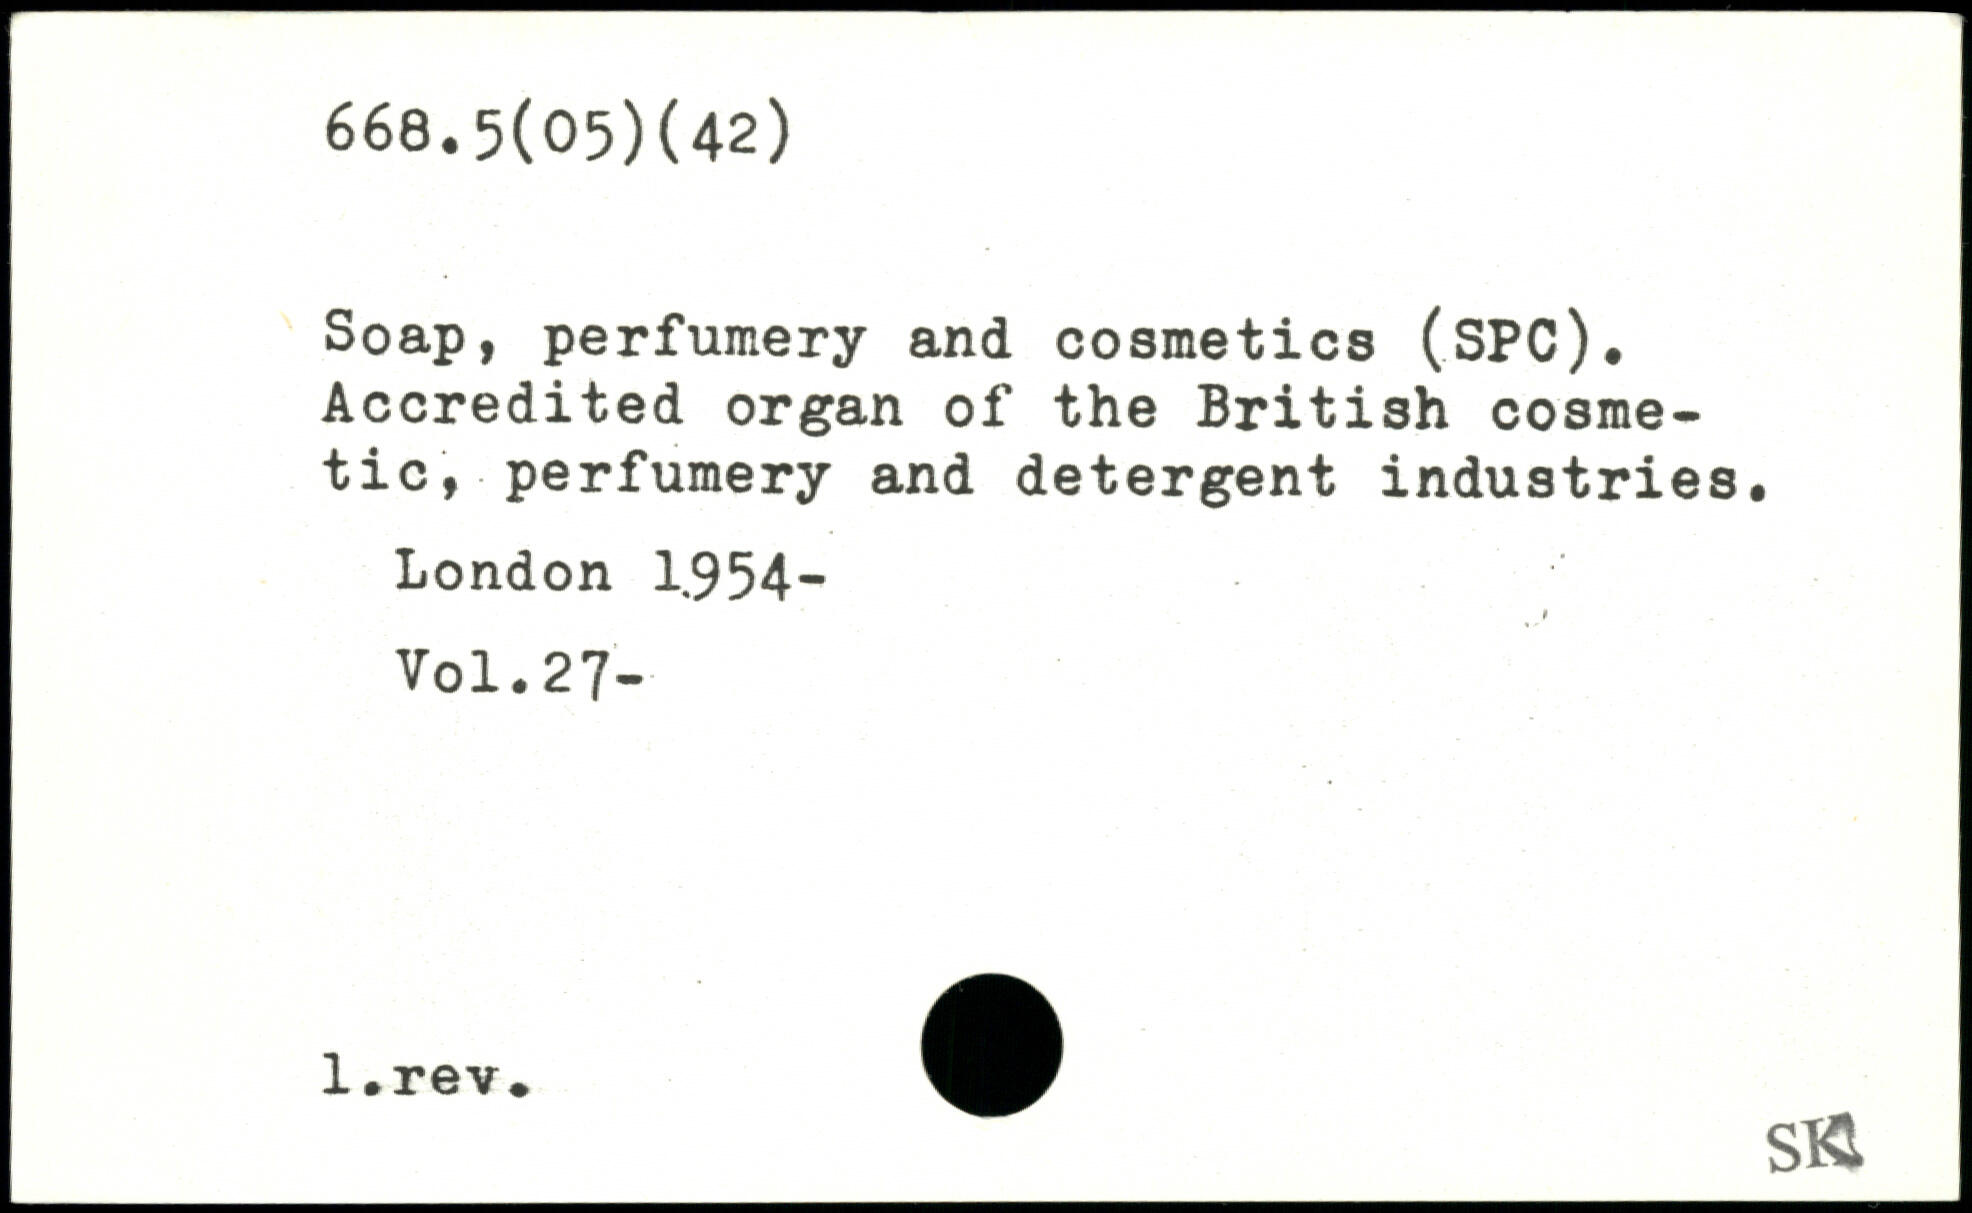 668.5(05)(42)
Soap, perfumery and cosmetics (SPC).
Accredited organ of the British cosme-
tic, perfumery and detergent industries.
London 1954-
Vol.27-
1.rev.
SK